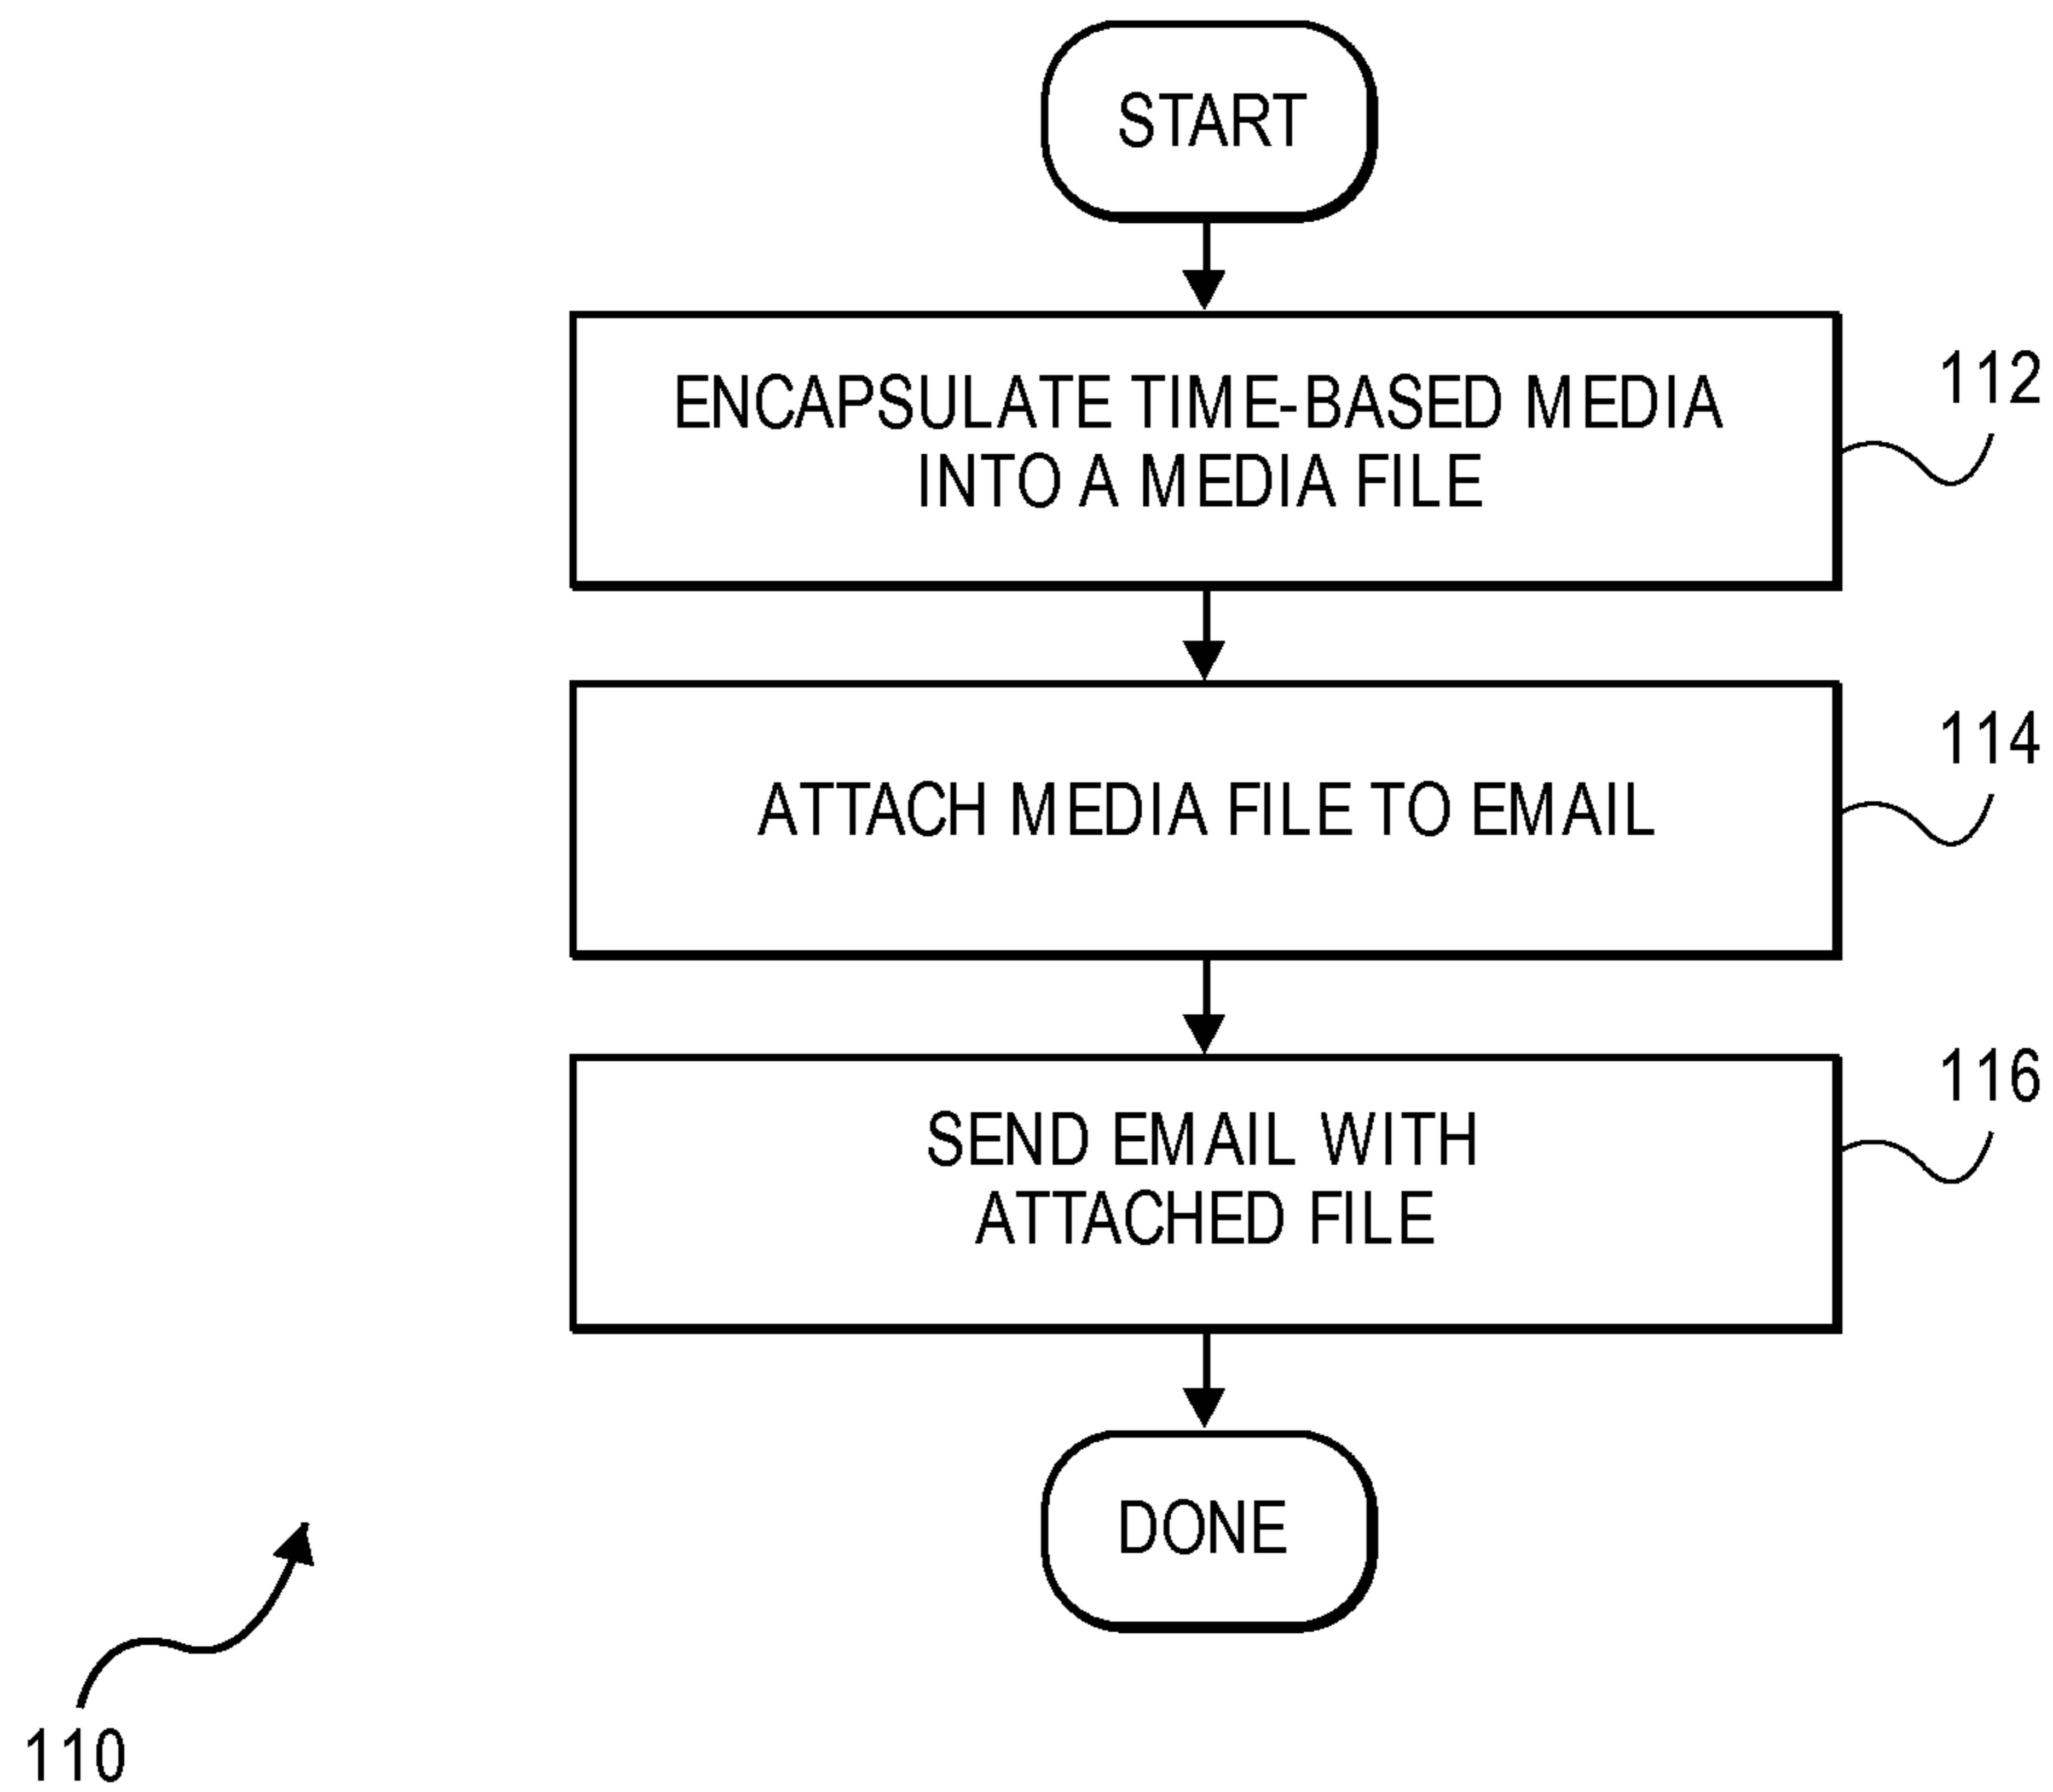 START
ENCAPSULATE TIME-BASED MEDIA
INTO A MEDIA FILE
112
ATTACH MEDIA FILE TO EMAIL
114
SEND EMAIL WITH
ATTACHED FILE
116
DONE
110